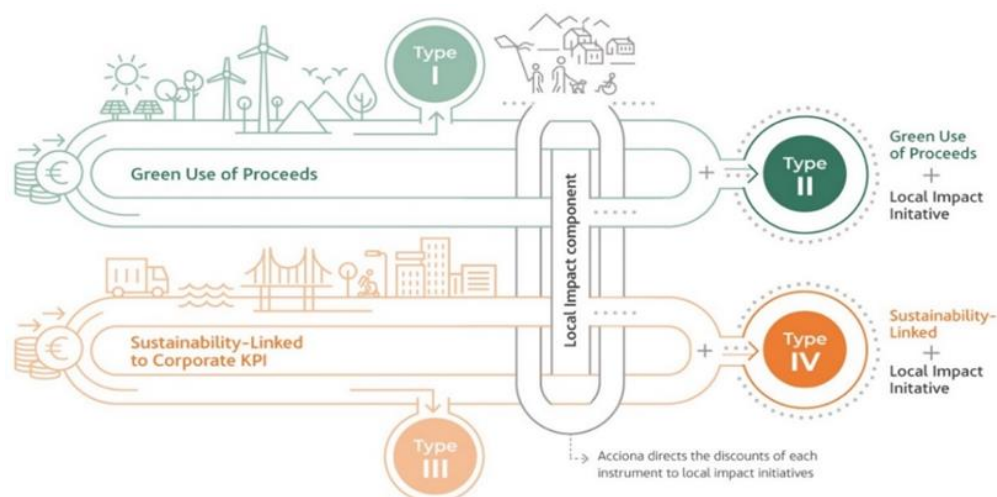 Type
I
Green Use of Proceeds
Type
II
Green Use
of Proceeds
+
Local Impact
Initative
Local Impact component
Sustainability-Linked
to Corporate KPI
Type
III
Type
IV
Sustainability-
Linked
+
Local Impact
Initative
Acciona directs the discounts of each
instrument to local impact initiatives
€
€
+
+